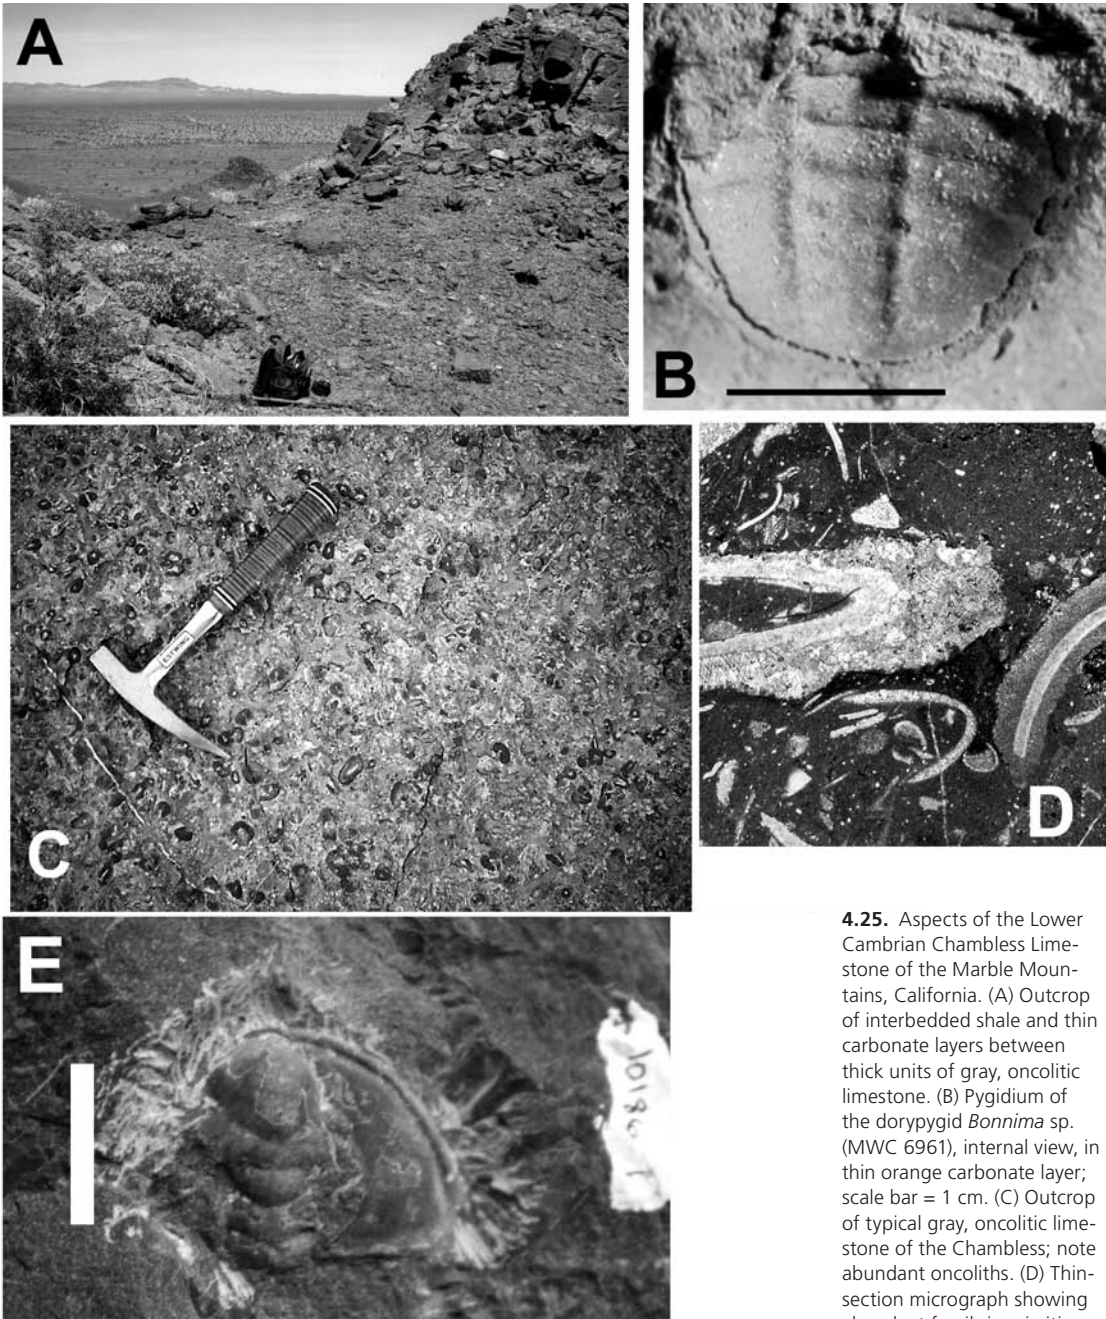 A
B
C
D
E
ESTWING
10186 1
4.25. Aspects of the Lower
Cambrian Chambless Lime-
stone of the Marble Moun-
tains, California. (A) Outcrop
of interbedded shale and thin
carbonate layers between
thick units of gray, oncolitic
limestone. (B) Pygidium of
the dorypygid Bonnima sp.
(MWC 6961), internal view, in
thin orange carbonate layer;
scale bar = 1 cm. (C) Outcrop
of typical gray, oncolitic lime-
stone of the Chambless; note
abundant oncoliths. (D) Thin-
section micrograph showing